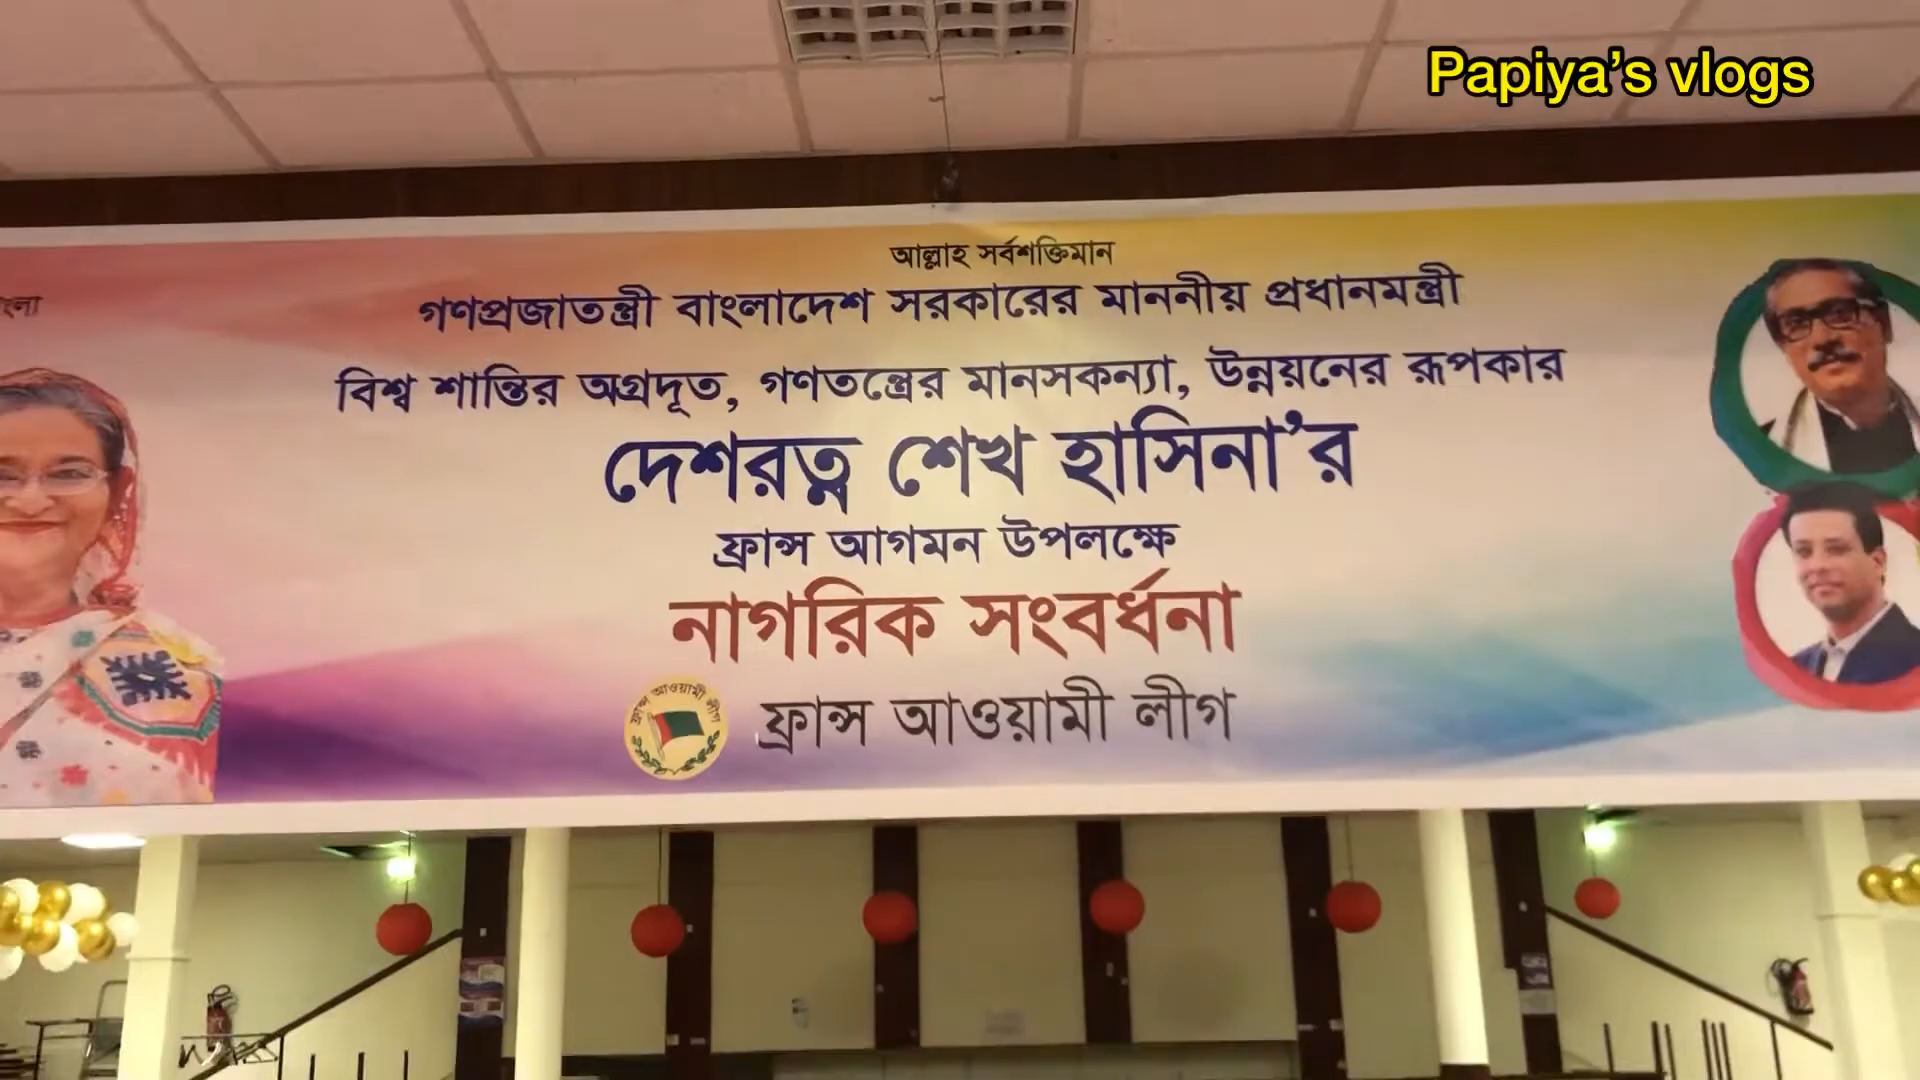 Papiya's vlogs
আল্লাহ সর্বশক্তিমান
গণপ্রজাতন্ত্রী বাংলাদেশ সরকারের মাননীয় প্রধানমন্ত্রী
বিশ্ব শান্তির অগ্রদূত, গণতন্ত্রের মানসকন্যা, উন্নয়নের রূপকার
দেশরত্ন শেখ হাসিনা'র
ফ্রান্স আগমন উপলক্ষে
নাগরিক সংবর্ধনা
ফ্রান্স আওয়ামী লীগ
ফ্রান্স আওয়ামী লীগ